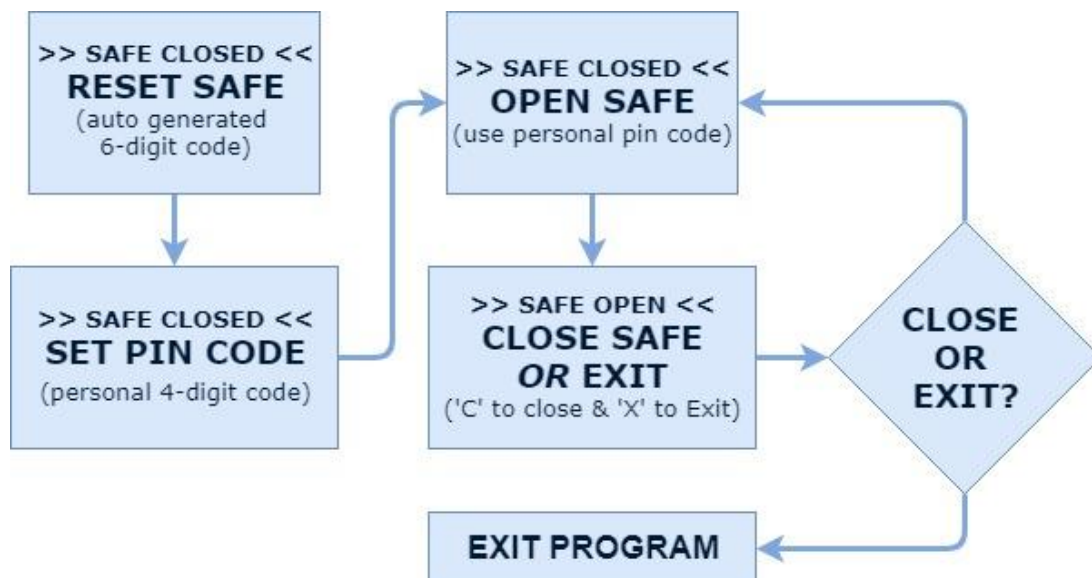 >> SAFE CLOSED <<
RESET SAFE
(auto generated
6-digit code)
>> SAFE CLOSED <<
SET PIN CODE
(personal 4-digit code)
>> SAFE CLOSED <<
OPEN SAFE
(use personal pin code)
>> SAFE OPEN <<
CLOSE SAFE
OR EXIT
('C' to close & 'X' to Exit)
CLOSE
OR
EXIT?
EXIT PROGRAM